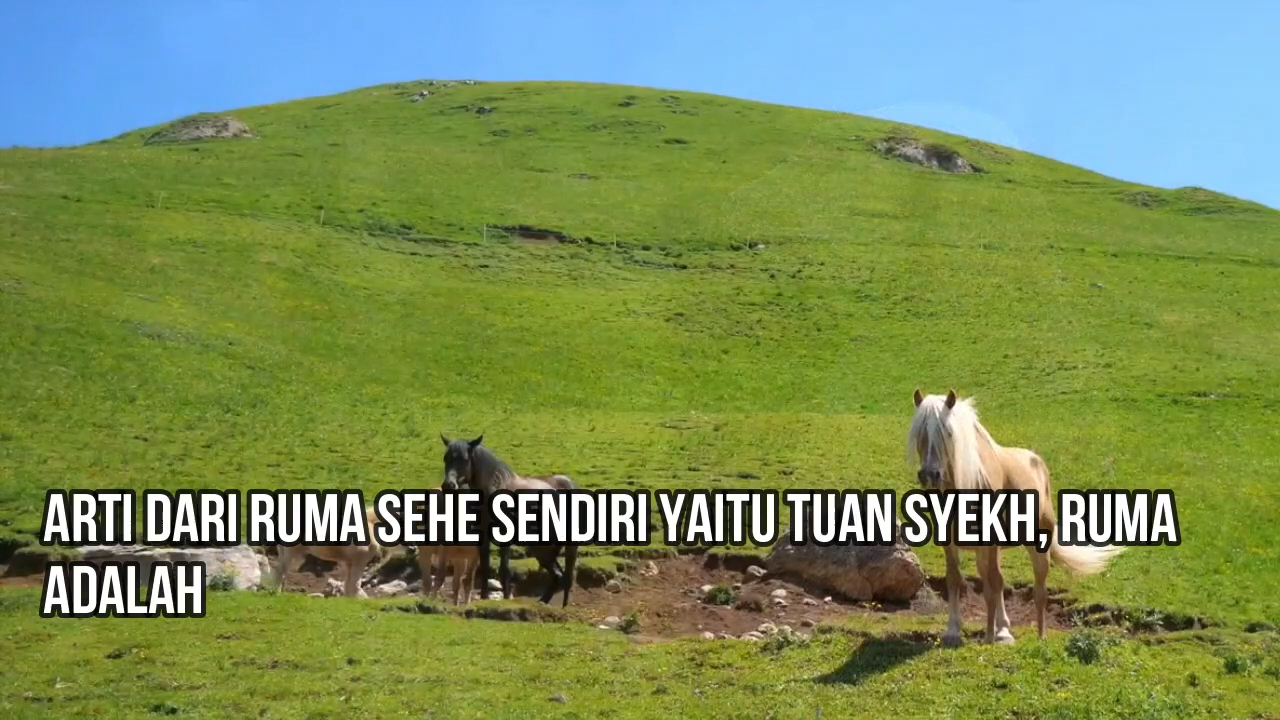 ARTI DARI RUMA SEHE SENDIRI YAITU TUAN SYEKH, RUMA
ADALAH